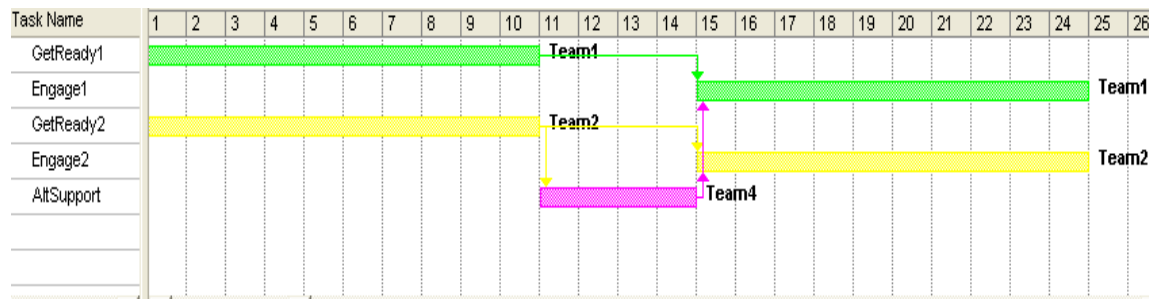 Task Name 1 2 3 4 5 6 7 8 9 10 11 12 13 14 15 16 17 18 19 20 21 22 23 24 25 26
GetReady1 Team1
Engage1 Team1
GetReady2 Team2
Engage2 Team2
AltSupport Team4